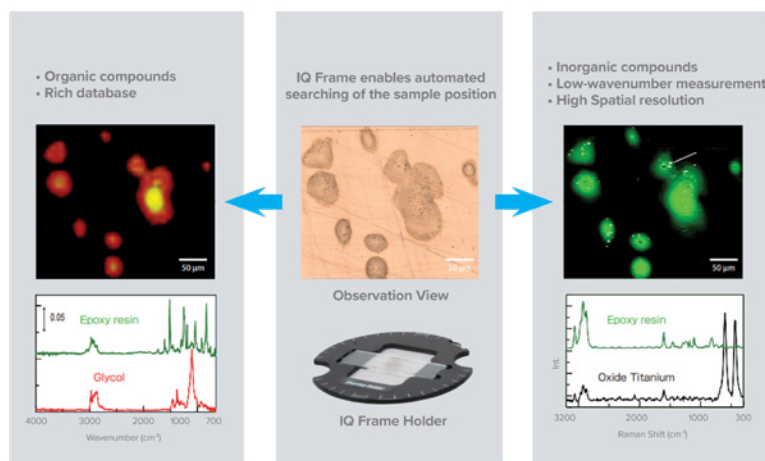 • Organic compounds
• Rich database
50 μm
0.05
Epoxy resin
Glycol
4000
3000
2000
1000
700
Wavenumber (cm⁻¹)
IQ Frame enables automated
searching of the sample position
50 μm
Observation View
IQ Frame Holder
• Inorganic compounds
• Low-wavenumber measurement
• High Spatial resolution
50 μm
Epoxy resin
Oxide Titanium
Int.
3200
2000
1000
300
Raman Shift (cm⁻¹)